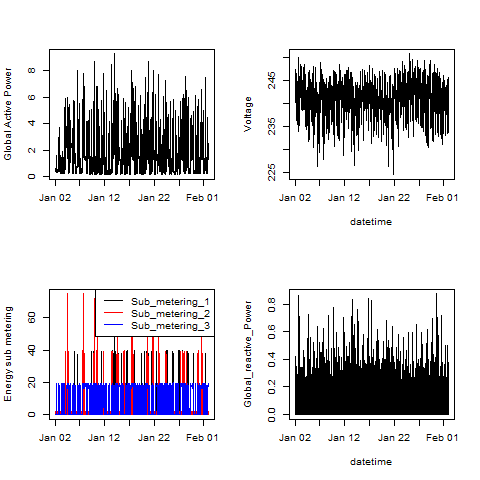 Global Active Power
0 2 4 6 8
Jan 02 Jan 12 Jan 22 Feb 01
Voltage
225 235 245
Jan 02 Jan 12 Jan 22 Feb 01
datetime
Energy sub metering
0 20 40 60
Sub_metering_1
Sub_metering_2
Sub_metering_3
Jan 02 Jan 12 Jan 22 Feb 01
Global_reactive_Power
0.0 0.2 0.4 0.6 0.8
Jan 02 Jan 12 Jan 22 Feb 01
datetime